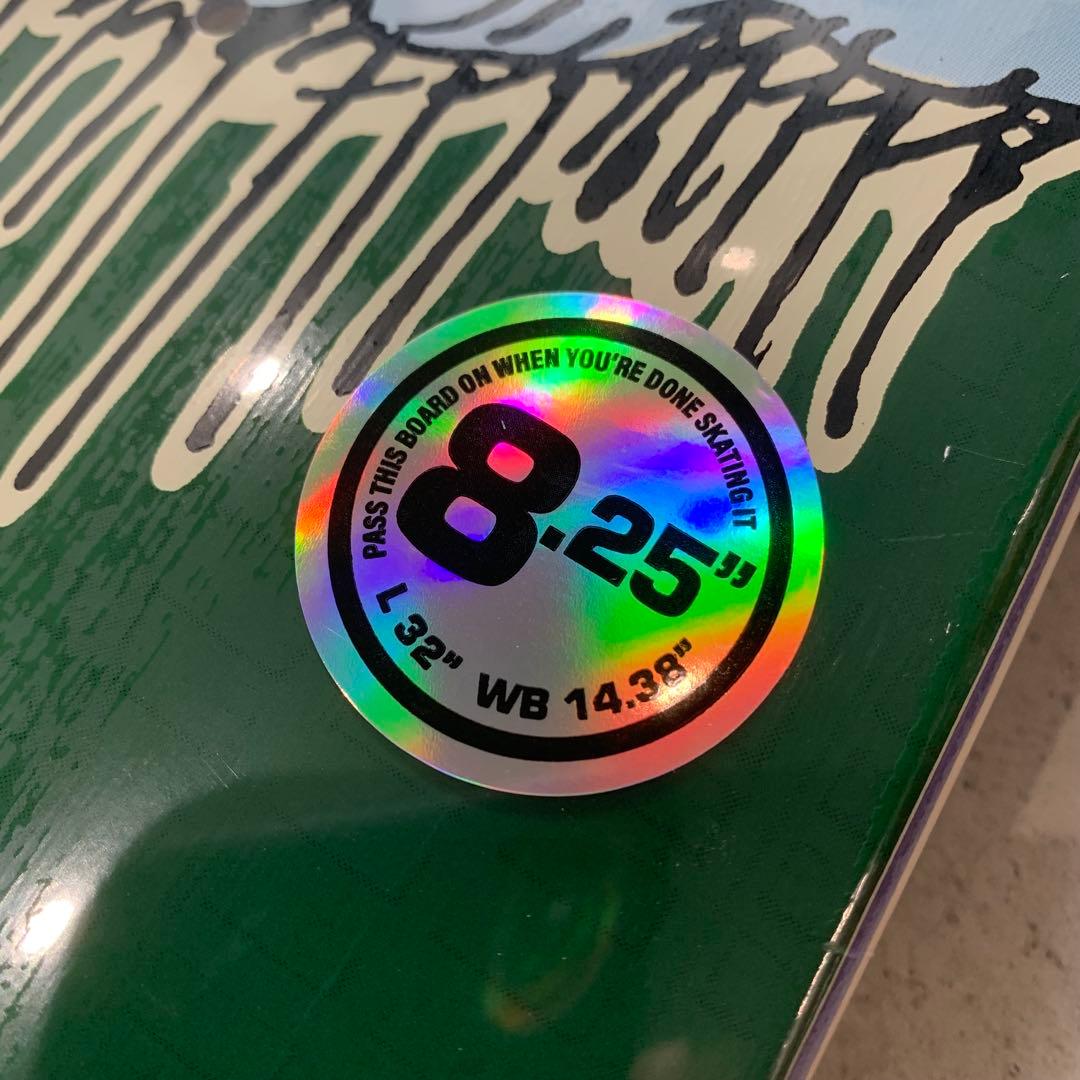 PASS THIS BOARD ON WHEN YOU'RE DONE SKATING IT
8.25"
L 32" WB 14.38"